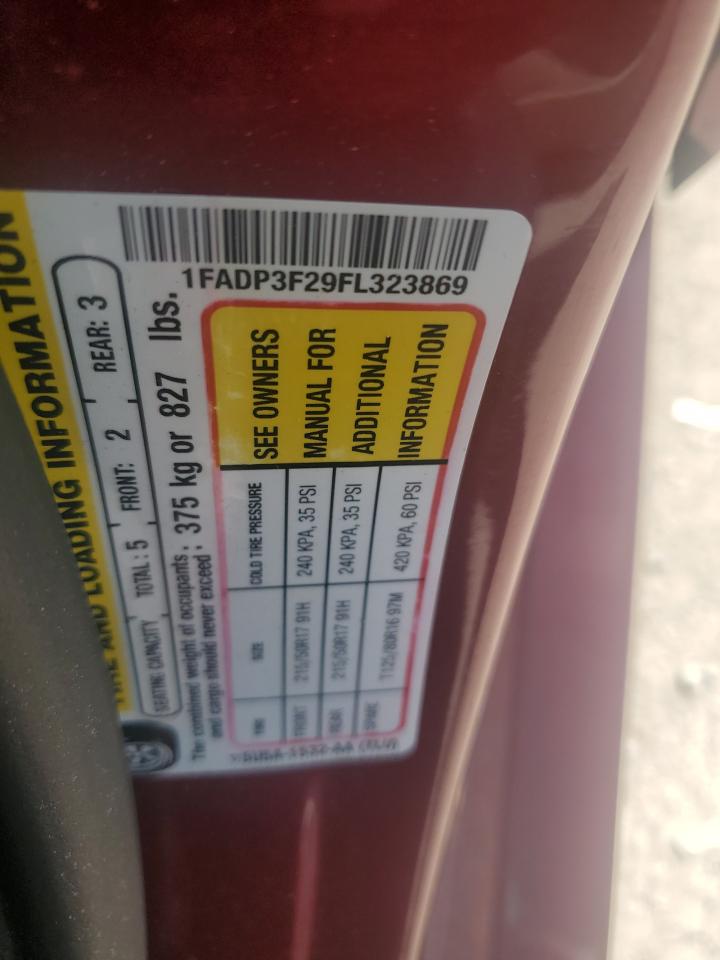 TIRE AND LOADING INFORMATION
SEATING CAPACITY TOTAL: 5 FRONT: 2 REAR: 3
The combined weight of occupants
and cargo should never exceed : 375 kg or 827 lbs.
TIRE SIZE COLD TIRE PRESSURE
FRONT 215/50R17 91H 240 KPA, 35 PSI
REAR 215/50R17 91H 240 KPA, 35 PSI
SPARE T125/80R16 97M 420 KPA, 60 PSI
SEE OWNERS
MANUAL FOR
ADDITIONAL
INFORMATION
1FADP3F29FL323869